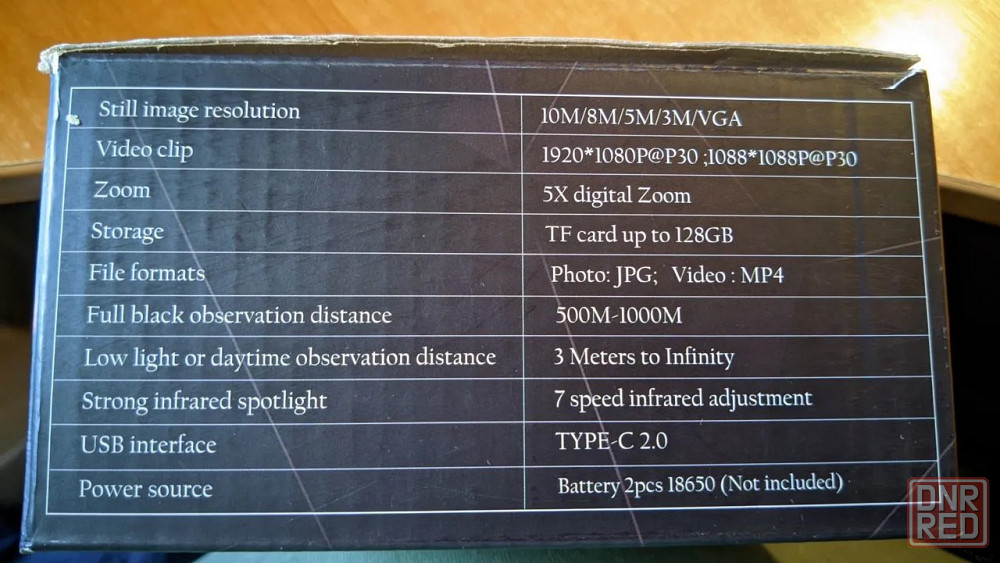 Still image resolution 10M/8M/5M/3M/VGA
Video clip 1920*1080P@P30 ;1088*1088P@P30
Zoom 5X digital Zoom
Storage TF card up to 128GB
File formats Photo: JPG; Video : MP4
Full black observation distance 500M-1000M
Low light or daytime observation distance 3 Meters to Infinity
Strong infrared spotlight 7 speed infrared adjustment
USB interface TYPE-C 2.0
Power source Battery 2pcs 18650 (Not included)
DNR
RED